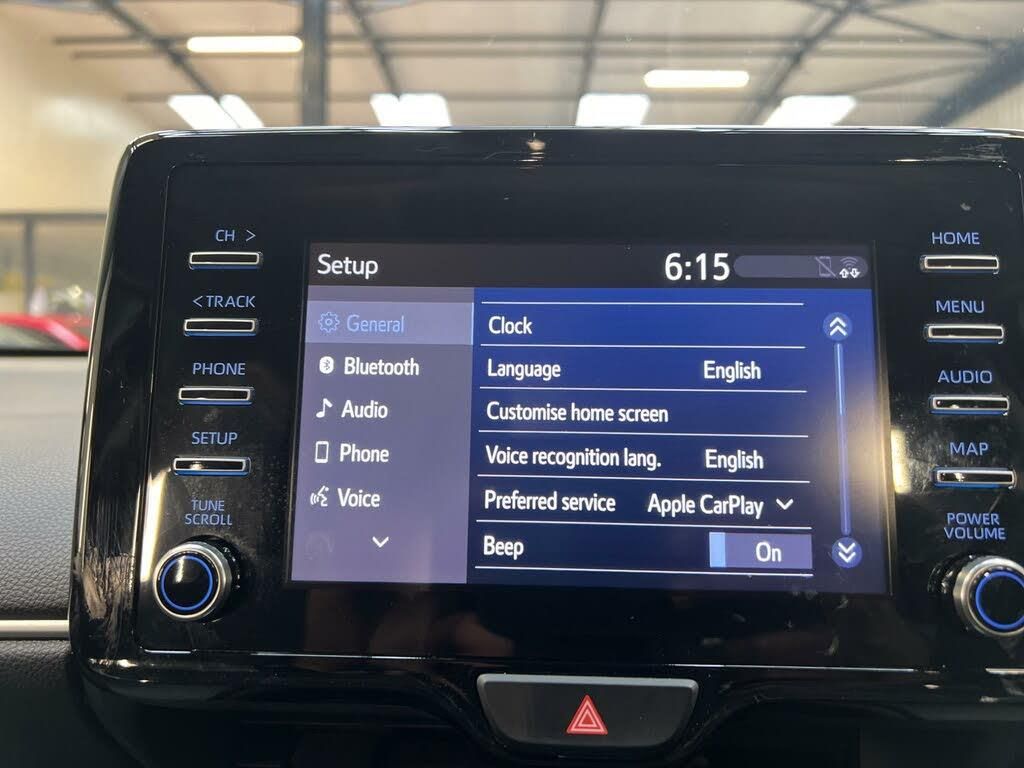 CH >
< TRACK
PHONE
SETUP
TUNE
SCROLL
Setup
6:15
General
Bluetooth
Audio
Phone
Voice
Clock
Language English
Customise home screen
Voice recognition lang. English
Preferred service Apple CarPlay
Beep On
HOME
MENU
AUDIO
MAP
POWER
VOLUME